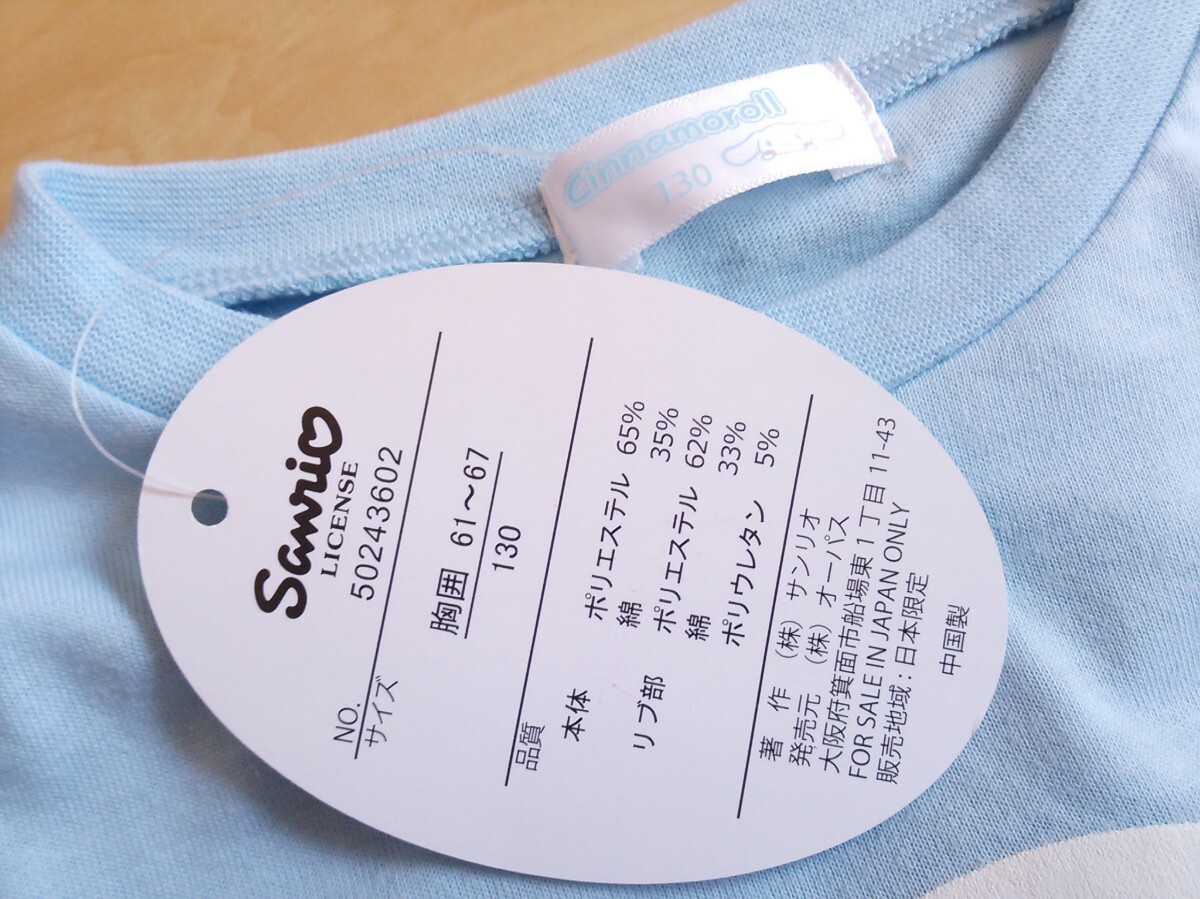 Cinnamoroll
130
Sanrio
LICENSE
NO. 50243602
サイズ
胸囲 61～67
130
品質
本体 ポリエステル 65%
綿 35%
リブ部 ポリエステル 62%
綿 33%
ポリウレタン 5%
著 作 （株）サンリオ
発売元 （株）オーパス
大阪府箕面市船場東1丁目11-43
FOR SALE IN JAPAN ONLY
販売地域：日本限定
中国製